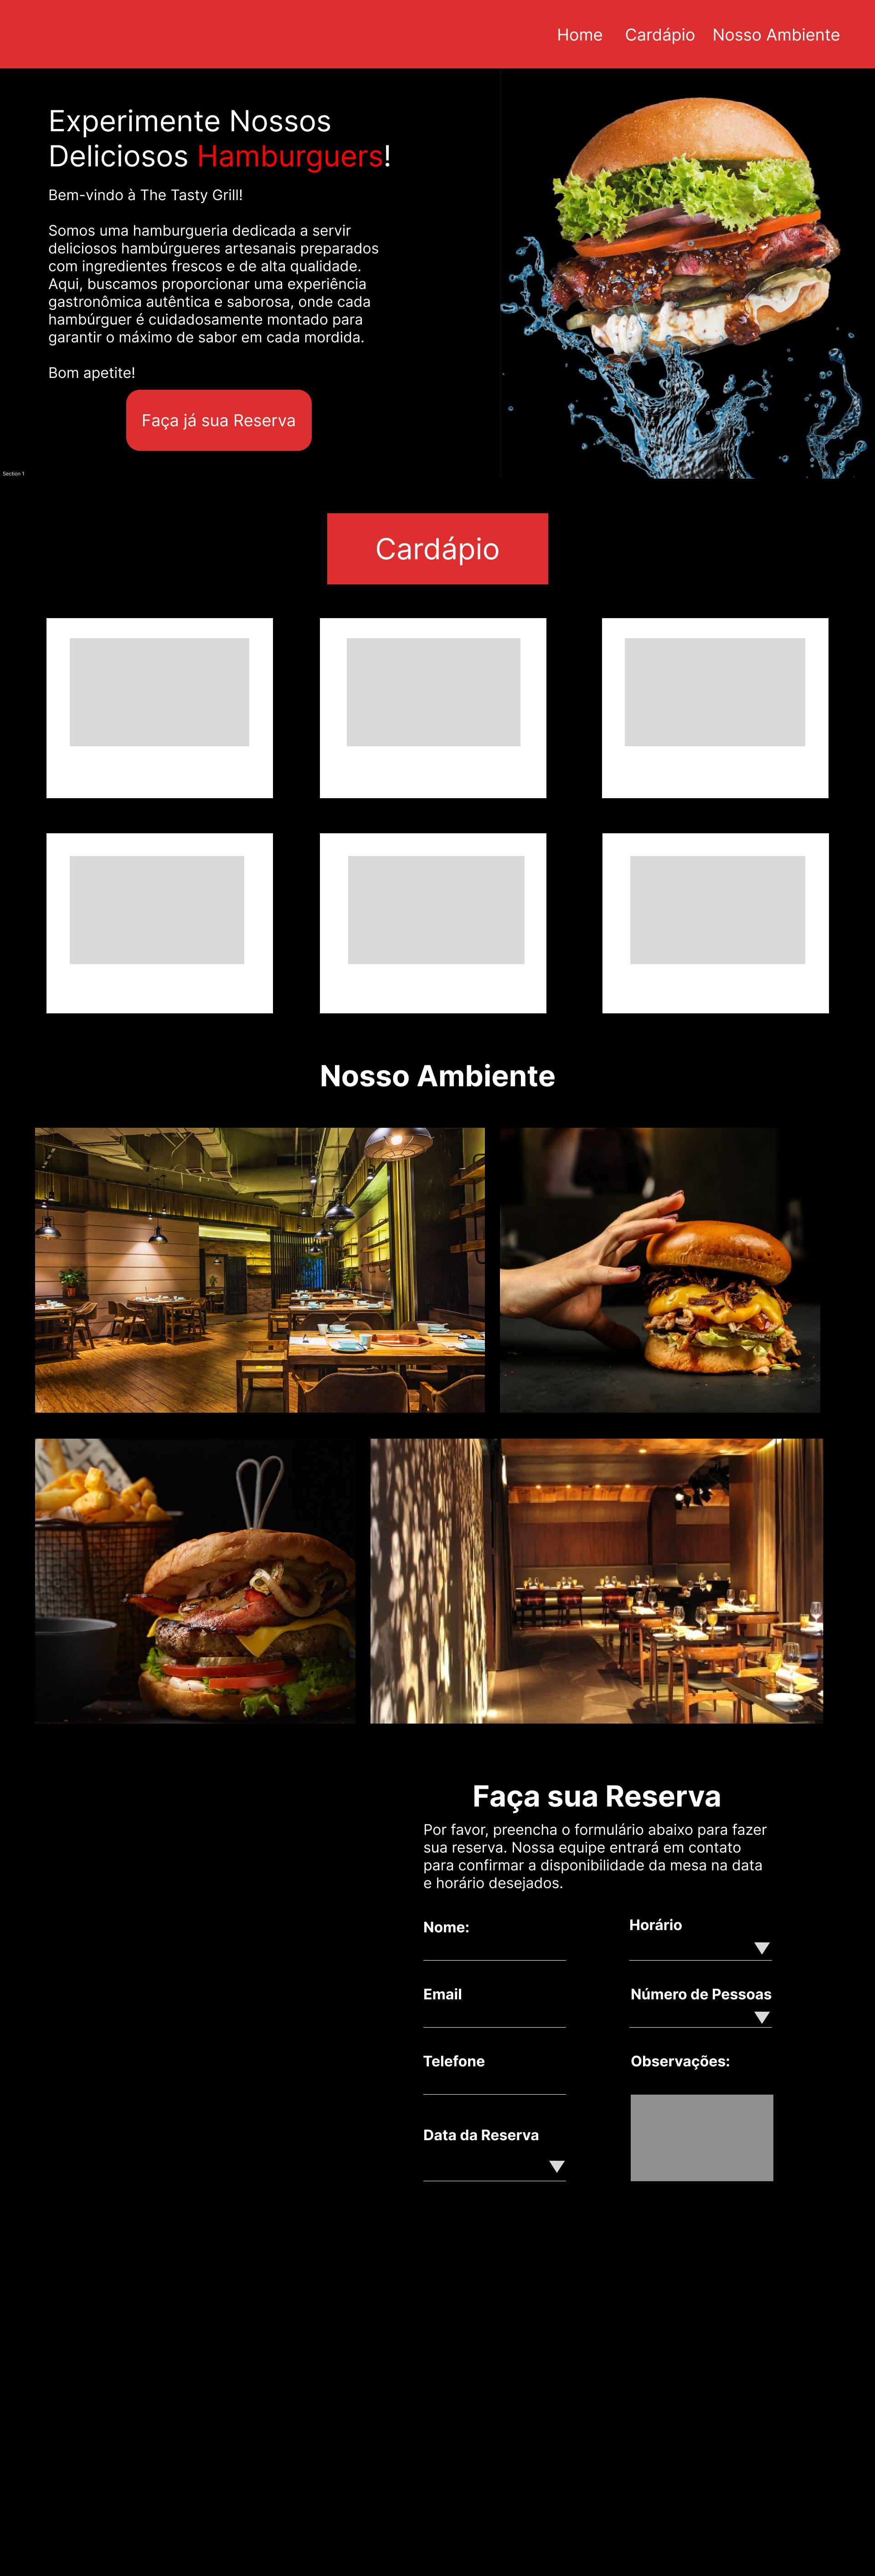 Home Cardápio Nosso Ambiente
Experimente Nossos
Deliciosos Hamburguers!
Bem-vindo à The Tasty Grill!
Somos uma hamburgueria dedicada a servir
deliciosos hambúrgueres artesanais preparados
com ingredientes frescos e de alta qualidade.
Aqui, buscamos proporcionar uma experiência
gastronômica autêntica e saborosa, onde cada
hambúrguer é cuidadosamente montado para
garantir o máximo de sabor em cada mordida.
Bom apetite!
Faça já sua Reserva
Section 1
Cardápio
Nosso Ambiente
Faça sua Reserva
Por favor, preencha o formulário abaixo para fazer
sua reserva. Nossa equipe entrará em contato
para confirmar a disponibilidade da mesa na data
e horário desejados.
Nome:
Horário
Email
Número de Pessoas
Telefone
Observações:
Data da Reserva